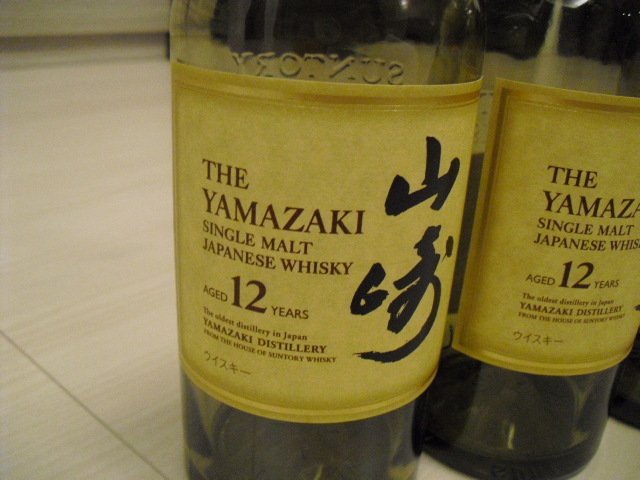 SUNTORY
THE
YAMAZAKI
SINGLE MALT
JAPANESE WHISKY
AGED 12 YEARS
The oldest distillery in Japan
YAMAZAKI DISTILLERY
FROM THE HOUSE OF SUNTORY WHISKY
ウイスキー
山崎
THE
YAMAZA
SINGLE MALT
JAPANESE WHIS
AGED 12 YEARS
The oldest distillery in Japan
YAMAZAKI DISTILLERY
FROM THE HOUSE OF SUNTORY WHISKY
ウイスキー